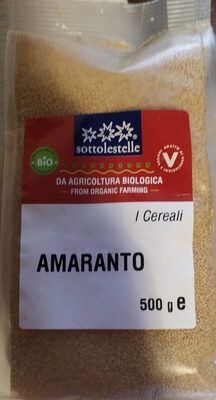 sottolestelle
BIO
V
DA AGRICOLTURA BIOLOGICA
FROM ORGANIC FARMING
I Cereali
AMARANTO
500 g e